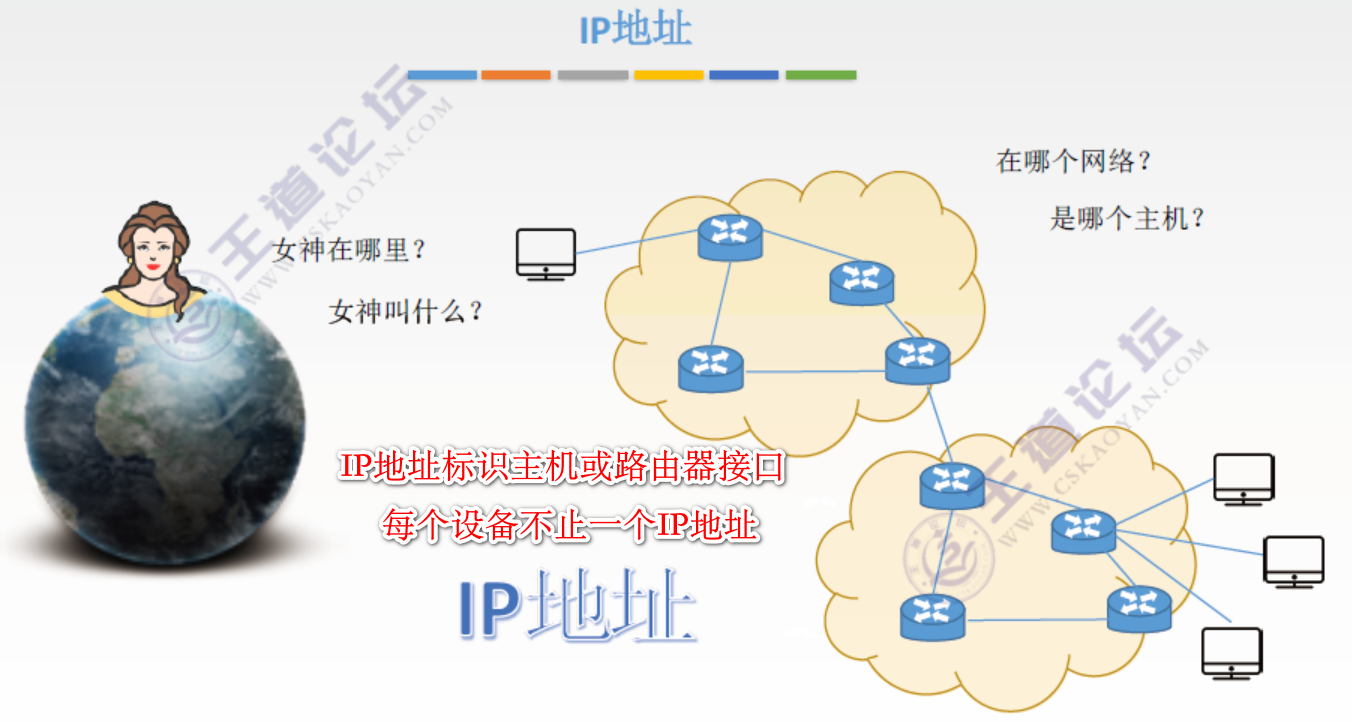 IP地址
在哪个网络？
是哪个主机？
女神在哪里？
女神叫什么？
IP地址标识主机或路由器接口
每个设备不止一个IP地址
IP地址
王道论坛
WWW.CSKAOYAN.COM
王道论坛
WWW.CSKAOYAN.COM